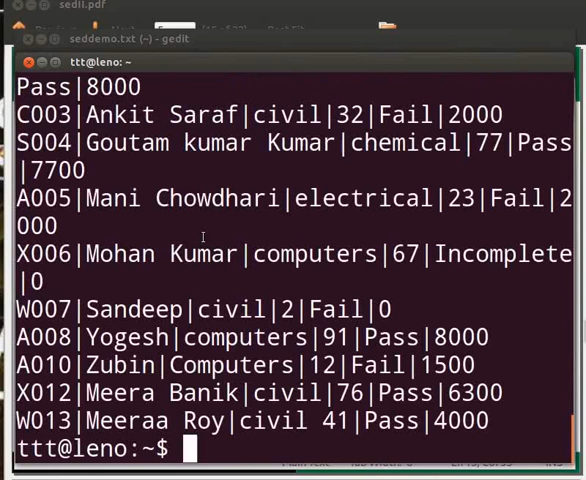 sedII.pdf
seddemo.txt (~) - gedit
ttt@leno: ~
Pass|8000
C003|Ankit Saraf|civil|32|Fail|2000
S004|Goutam kumar Kumar|chemical|77|Pass
|7700
A005|Mani Chowdhari|electrical|23|Fail|2
000
X006|Mohan Kumar|computers|67|Incomplete
|0
W007|Sandeep|civil|2|Fail|0
A008|Yogesh|computers|91|Pass|8000
A010|Zubin|Computers|12|Fail|1500
X012|Meera Banik|civil|76|Pass|6300
W013|Meeraa Roy|civil 41|Pass|4000
ttt@leno:~$